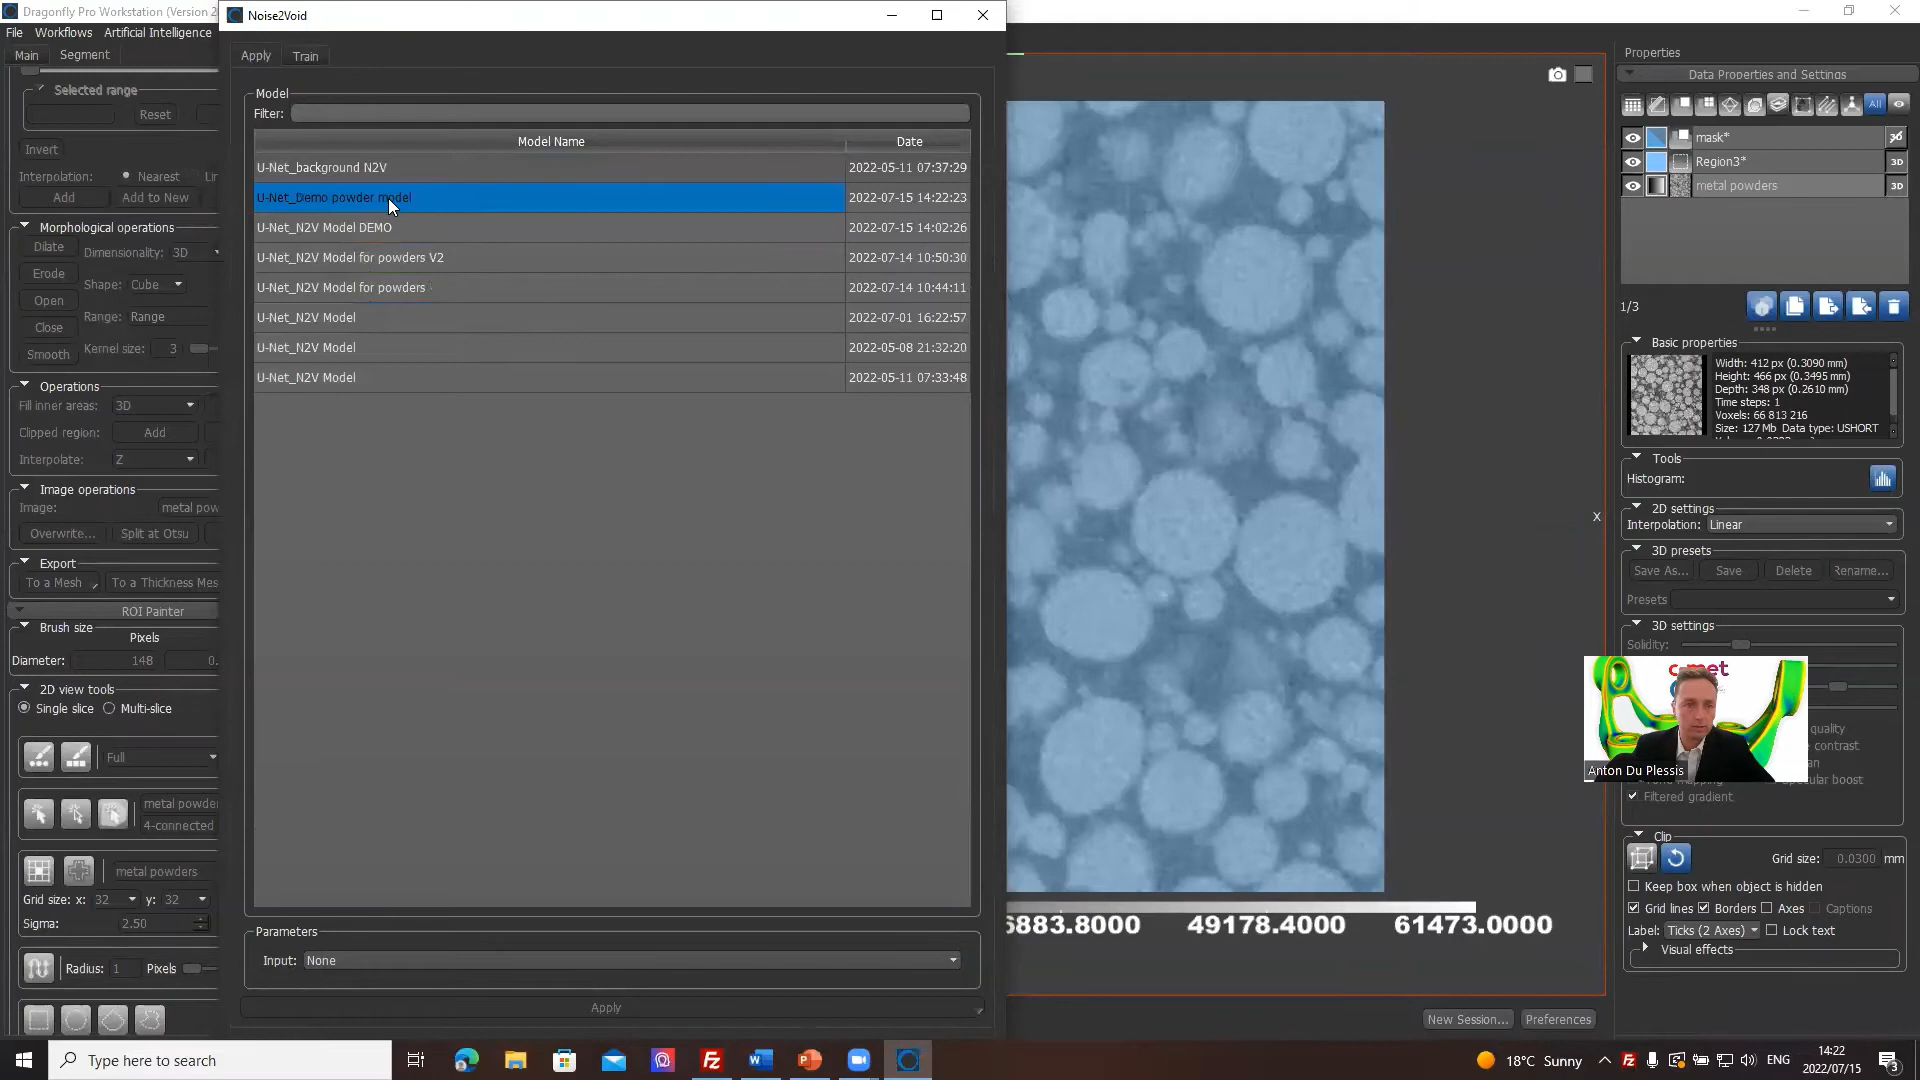 Dragonfly Pro Workstation (Version 2
Noise2Void
File Workflows Artificial Intelligence
Main Segment
Selected range
Reset
Invert
Interpolation: Nearest Lin
Add Add to New
Morphological operations
Dilate Dimensionality: 3D
Erode
Shape: Cube
Open
Range: Range
Close
Kernel size: 3
Smooth
Operations
Fill inner areas: 3D
Clipped region: Add
Interpolate: Z
Image operations
Image: metal pow
Overwrite... Split at Otsu
Export
To a Mesh To a Thickness Mes
ROI Painter
Brush size
Pixels
Diameter: 148 0.
2D view tools
Single slice Multi-slice
Full
metal powde
4-connected
metal powders
Grid size: x: 32 y: 32
Sigma: 2.50
Radius: 1 Pixels
Apply Train
Model
Filter:
Model Name Date
U-Net_background N2V 2022-05-11 07:37:29
U-Net_Demo powder model 2022-07-15 14:22:23
U-Net_N2V Model DEMO 2022-07-15 14:02:26
U-Net_N2V Model for powders V2 2022-07-14 10:50:30
U-Net_N2V Model for powders 2022-07-14 10:44:11
U-Net_N2V Model 2022-07-01 16:22:57
U-Net_N2V Model 2022-05-08 21:32:20
U-Net_N2V Model 2022-05-11 07:33:48
Parameters
Input: None
Apply
X
6883.8000 49178.4000 61473.0000
New Session... Preferences
Properties
Data Properties and Settings
All
mask*
Region3* 3D
metal powders 3D
1/3
Basic properties
Width: 412 px (0.3090 mm)
Height: 466 px (0.3495 mm)
Depth: 348 px (0.2610 mm)
Time steps: 1
Voxels: 66 813 216
Size: 127 Mb Data type: USHORT
Tools
Histogram:
2D settings
Interpolation: Linear
3D presets
Save As... Save Delete Rename...
Presets
3D settings
Solidity:
c met
quality
contrast
Anton Du Plessis
Specular boost
Filtered gradient
Clip
Grid size: 0.0300 mm
Keep box when object is hidden
Grid lines Borders Axes Captions
Label: Ticks (2 Axes) Lock text
Visual effects
Type here to search
18°C Sunny
ENG
14:22
2022/07/15
3